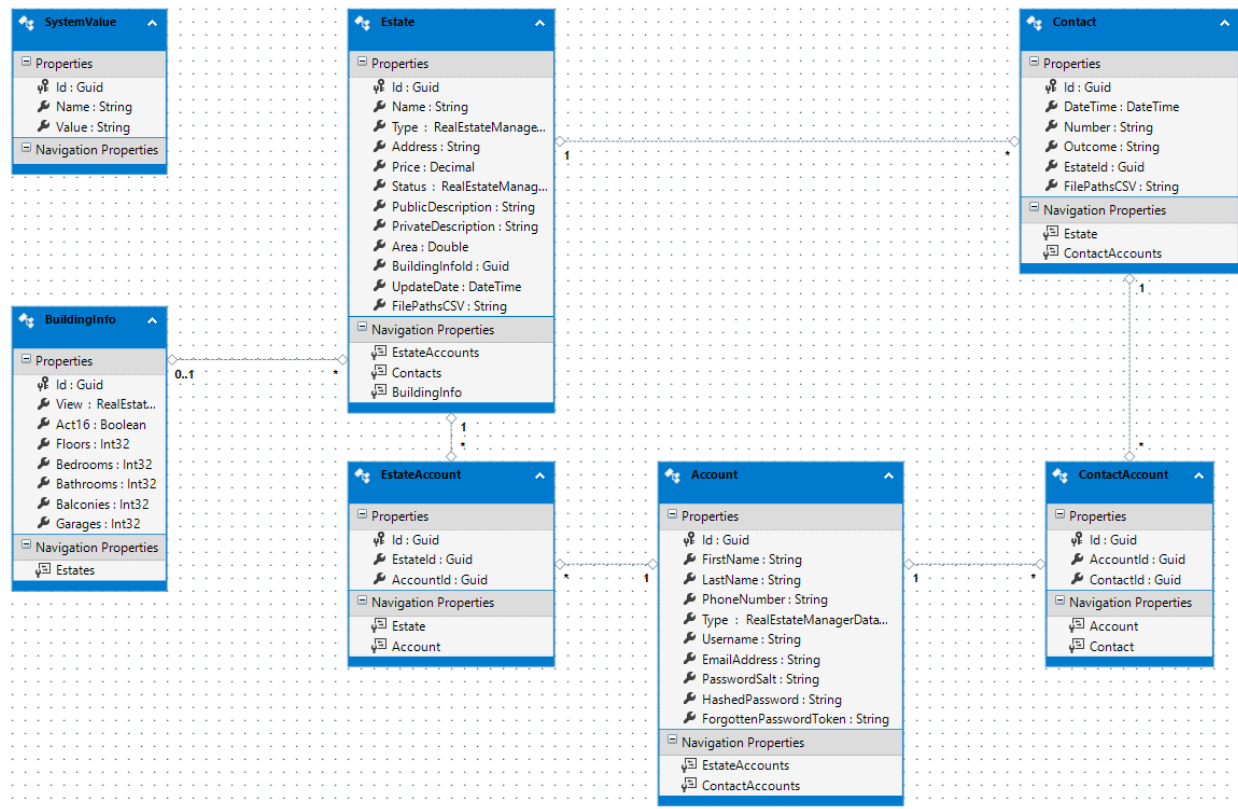 SystemValue
Properties
Id : Guid
Name : String
Value : String
Navigation Properties
Estate
Properties
Id : Guid
Name : String
Type : RealEstateManage...
Address : String
Price : Decimal
Status : RealEstateManag...
PublicDescription : String
PrivateDescription : String
Area : Double
BuildingInfoId : Guid
UpdateDate : DateTime
FilePathsCSV : String
Navigation Properties
EstateAccounts
Contacts
BuildingInfo
1
*
Contact
Properties
Id : Guid
DateTime : DateTime
Number : String
Outcome : String
EstateId : Guid
FilePathsCSV : String
Navigation Properties
Estate
ContactAccounts
1
*
BuildingInfo
Properties
Id : Guid
View : RealEstat...
Act16 : Boolean
Floors : Int32
Bedrooms : Int32
Bathrooms : Int32
Balconies : Int32
Garages : Int32
Navigation Properties
Estates
0..1
*
1
*
EstateAccount
Properties
Id : Guid
EstateId : Guid
AccountId : Guid
Navigation Properties
Estate
Account
*
1
Account
Properties
Id : Guid
FirstName : String
LastName : String
PhoneNumber : String
Type : RealEstateManagerData...
Username : String
EmailAddress : String
PasswordSalt : String
HashedPassword : String
ForgottenPasswordToken : String
Navigation Properties
EstateAccounts
ContactAccounts
1
*
ContactAccount
Properties
Id : Guid
AccountId : Guid
ContactId : Guid
Navigation Properties
Account
Contact